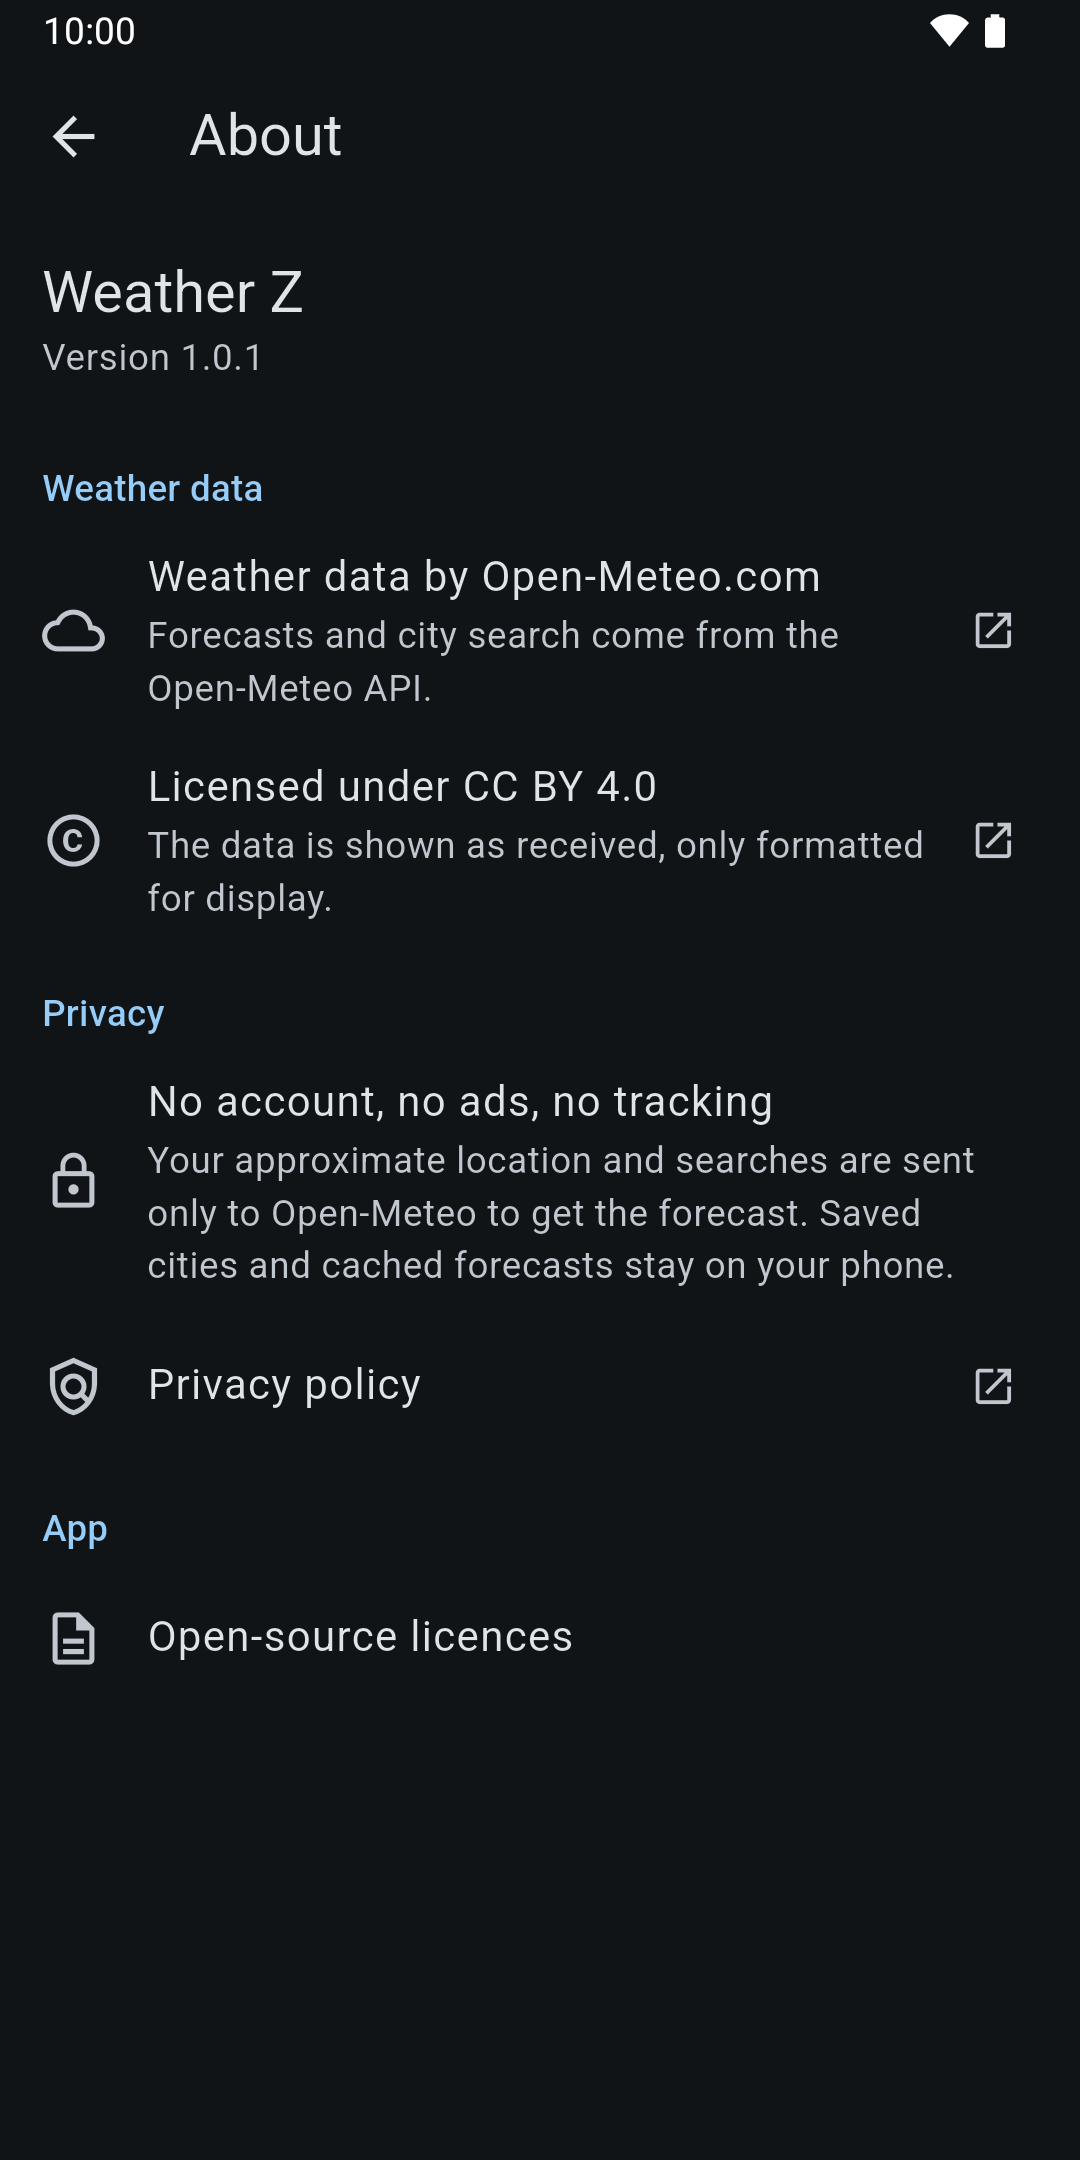 10:00
About
Weather Z
Version 1.0.1
Weather data
Weather data by Open-Meteo.com
Forecasts and city search come from the
Open-Meteo API.
Licensed under CC BY 4.0
The data is shown as received, only formatted
for display.
Privacy
No account, no ads, no tracking
Your approximate location and searches are sent
only to Open-Meteo to get the forecast. Saved
cities and cached forecasts stay on your phone.
Privacy policy
App
Open-source licences